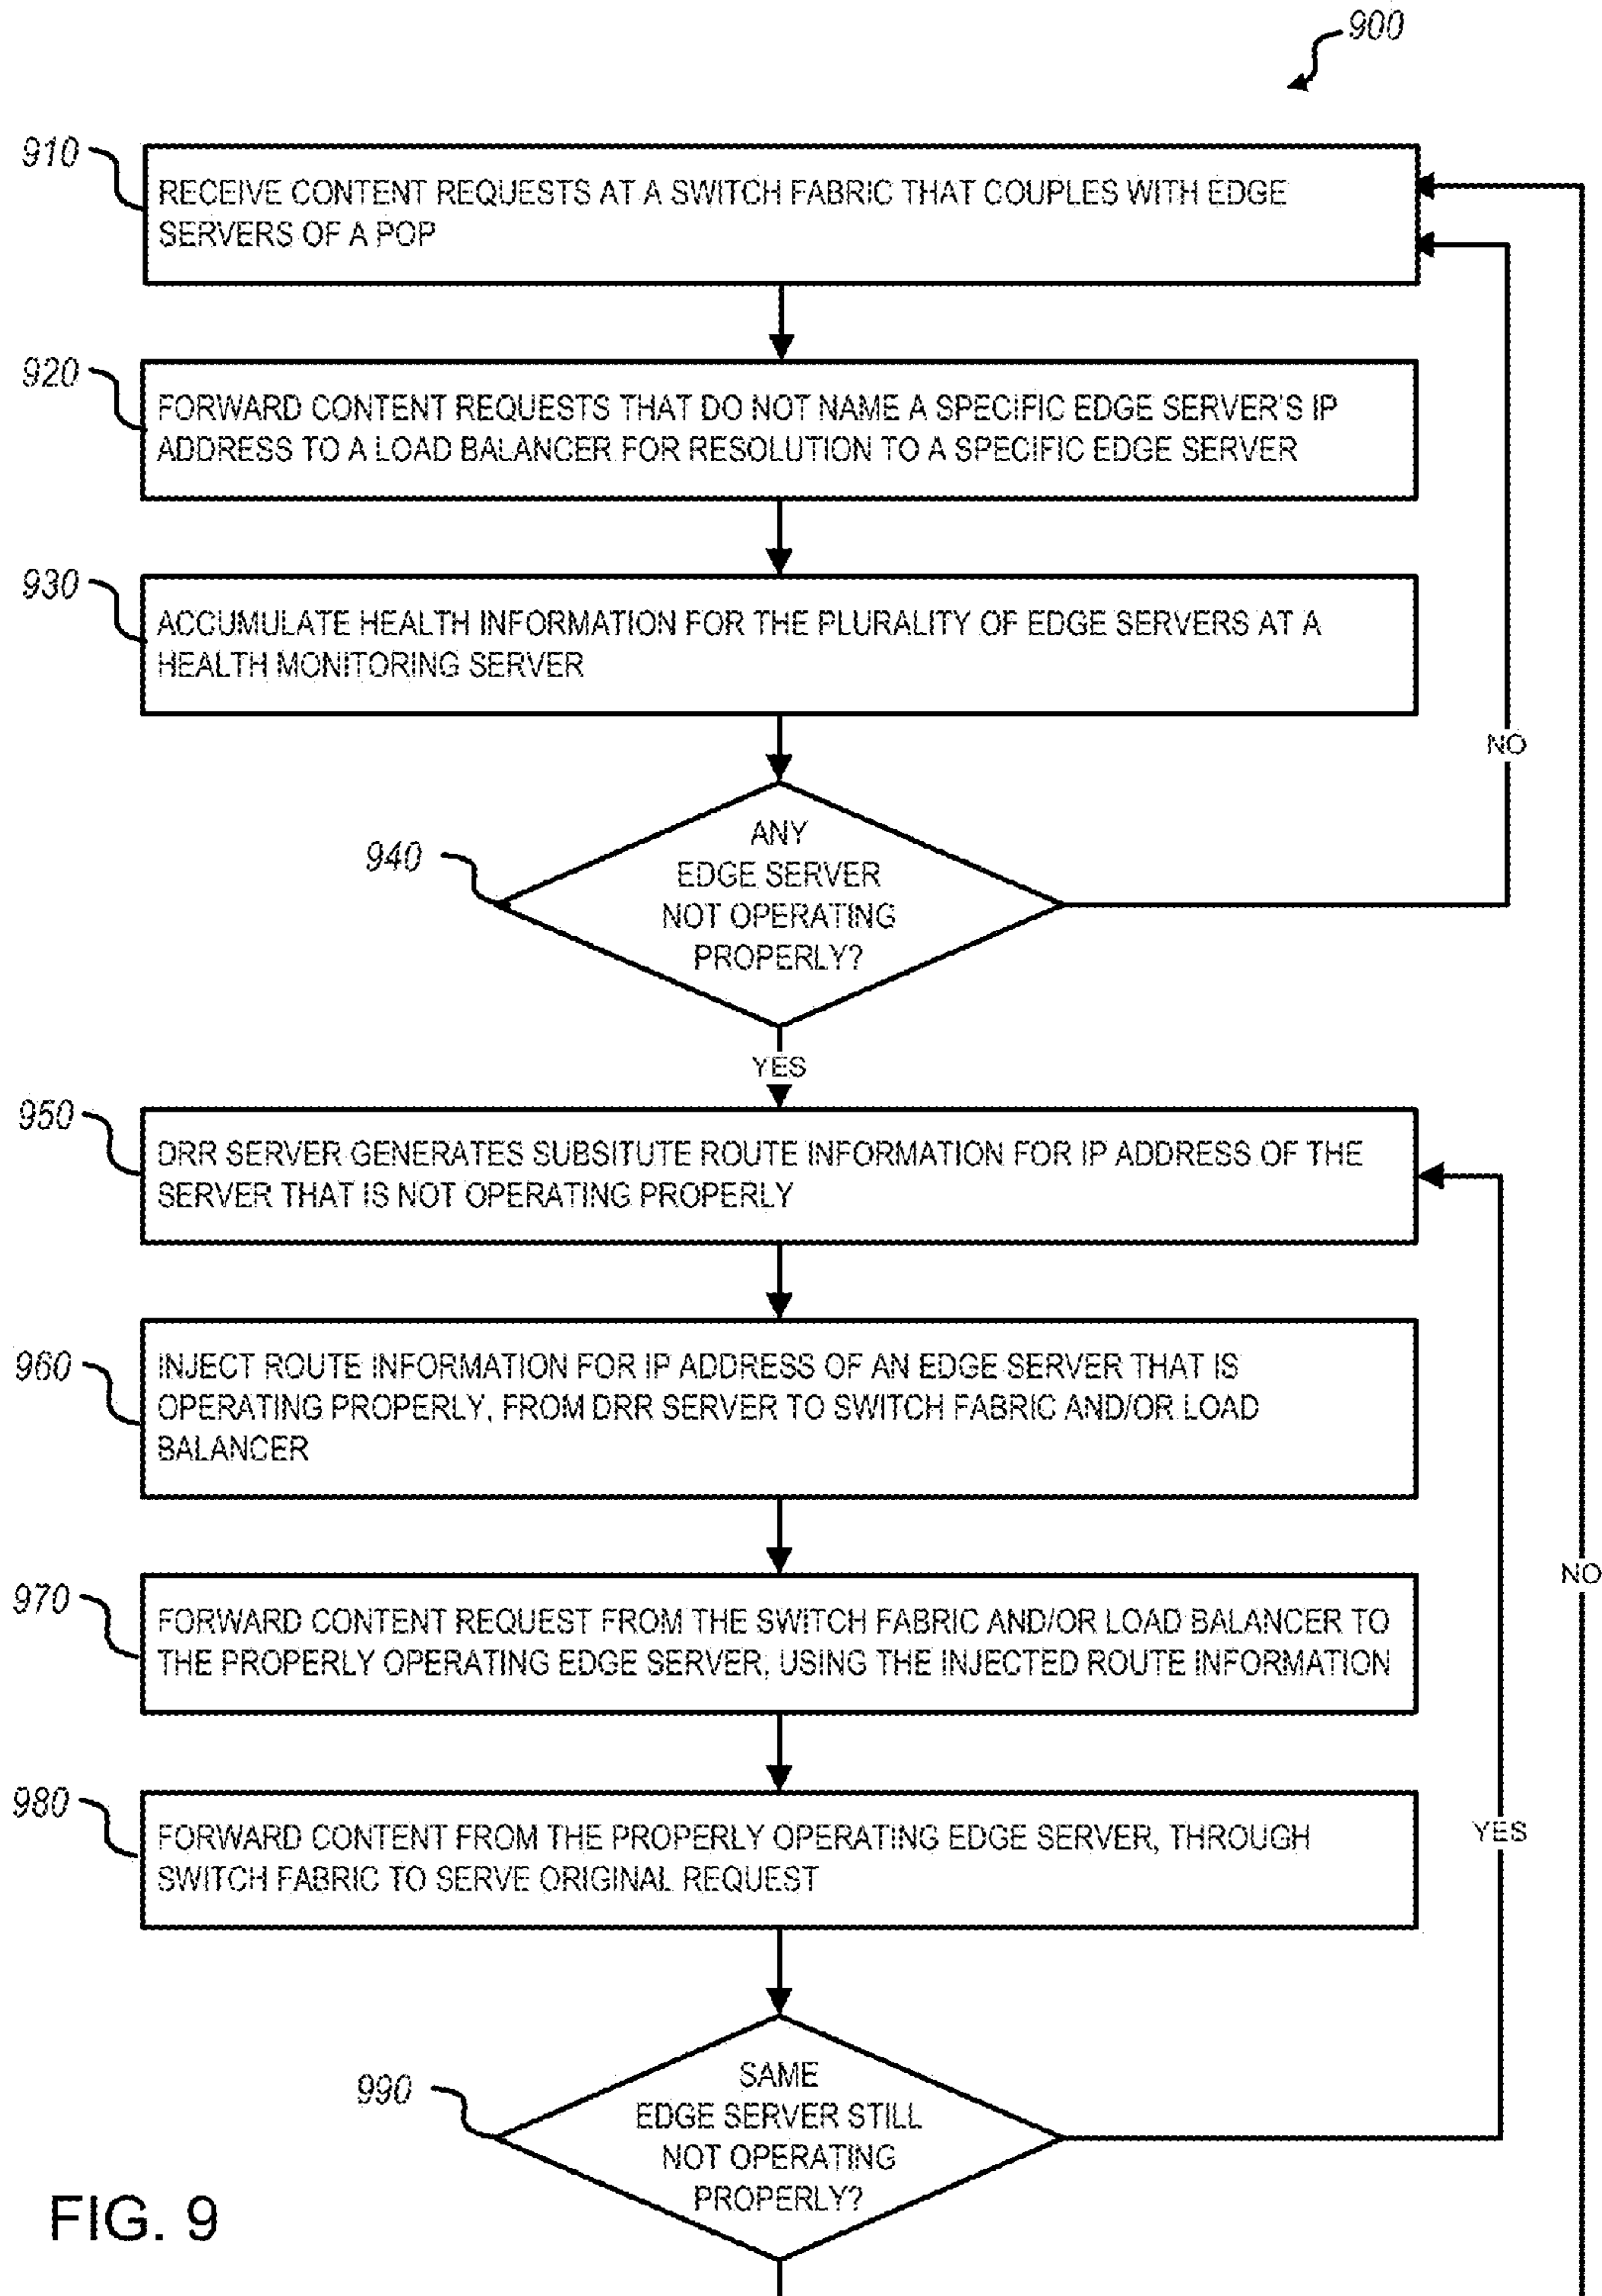 900
910
RECEIVE CONTENT REQUESTS AT A SWITCH FABRIC THAT COUPLES WITH EDGE
SERVERS OF A POP
920
FORWARD CONTENT REQUESTS THAT DO NOT NAME A SPECIFIC EDGE SERVER'S IP
ADDRESS TO A LOAD BALANCER FOR RESOLUTION TO A SPECIFIC EDGE SERVER
930
ACCUMULATE HEALTH INFORMATION FOR THE PLURALITY OF EDGE SERVERS AT A
HEALTH MONITORING SERVER
NO
940
ANY
EDGE SERVER
NOT OPERATING
PROPERLY?
YES
950
DRR SERVER GENERATES SUBSITUTE ROUTE INFORMATION FOR IP ADDRESS OF THE
SERVER THAT IS NOT OPERATING PROPERLY
960
INJECT ROUTE INFORMATION FOR IP ADDRESS OF AN EDGE SERVER THAT IS
OPERATING PROPERLY, FROM DRR SERVER TO SWITCH FABRIC AND/OR LOAD
BALANCER
970
FORWARD CONTENT REQUEST FROM THE SWITCH FABRIC AND/OR LOAD BALANCER TO
THE PROPERLY OPERATING EDGE SERVER, USING THE INJECTED ROUTE INFORMATION
NO
980
FORWARD CONTENT FROM THE PROPERLY OPERATING EDGE SERVER, THROUGH
SWITCH FABRIC TO SERVE ORIGINAL REQUEST
YES
990
SAME
EDGE SERVER STILL
NOT OPERATING
PROPERLY?
FIG. 9